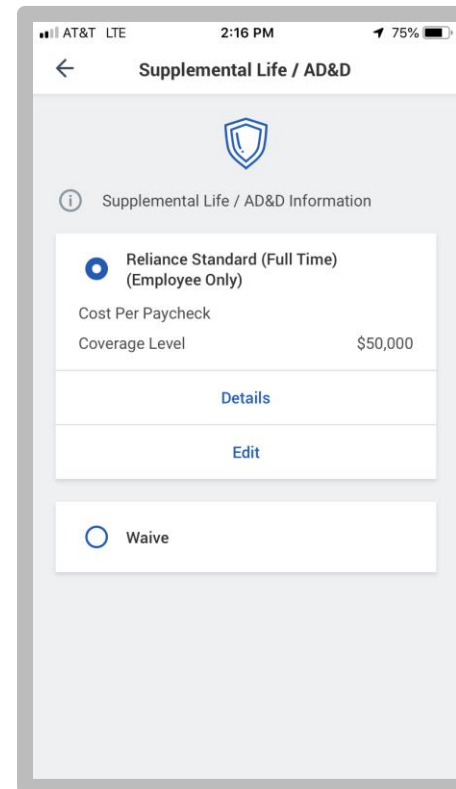 AT&T LTE 2:16 PM 75%
Supplemental Life / AD&D
Supplemental Life / AD&D Information
Reliance Standard (Full Time)
(Employee Only)
Cost Per Paycheck
Coverage Level $50,000
Details
Edit
Waive